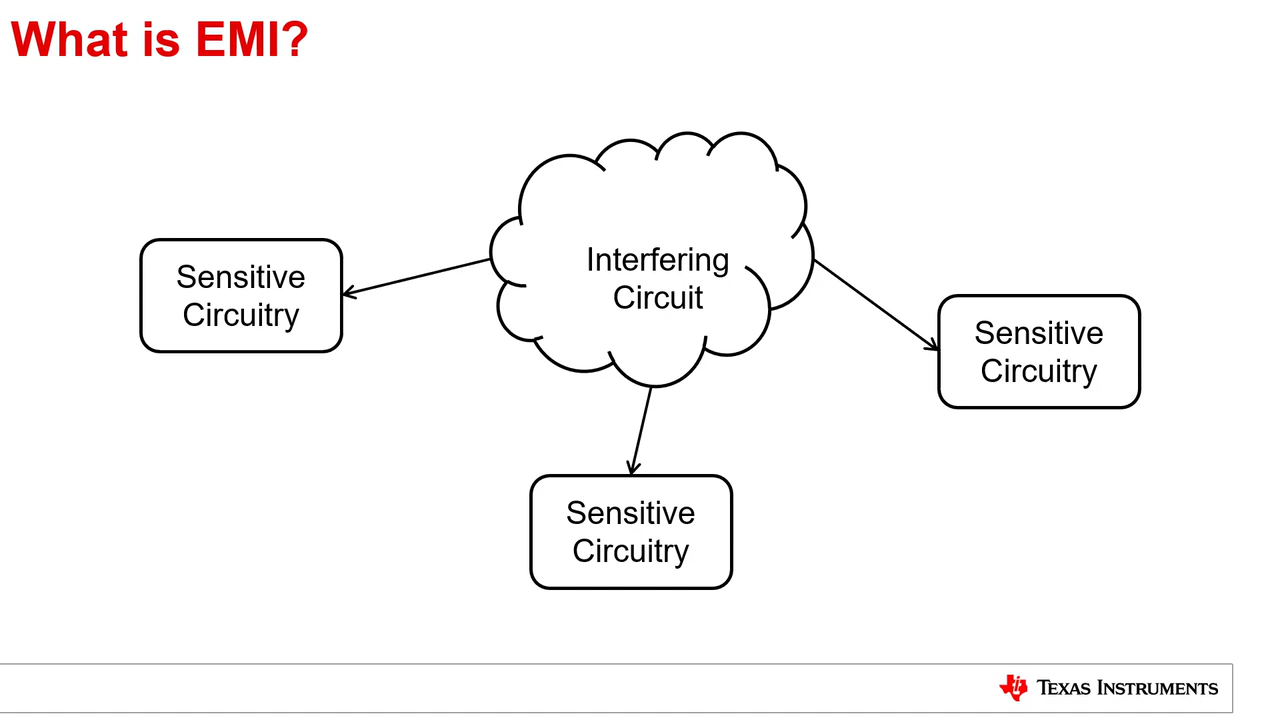 What is EMI?
Interfering
Circuit
Sensitive
Circuitry
Sensitive
Circuitry
Sensitive
Circuitry
TEXAS INSTRUMENTS